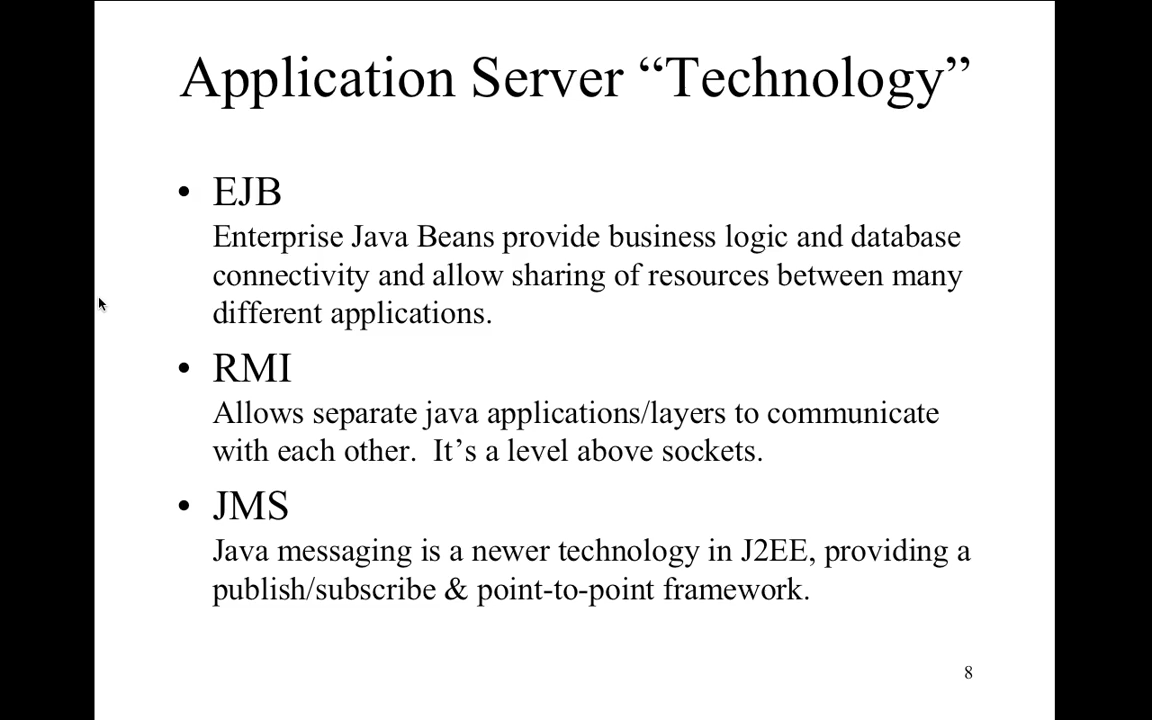 Application Server “Technology”
• EJB
Enterprise Java Beans provide business logic and database
connectivity and allow sharing of resources between many
different applications.
• RMI
Allows separate java applications/layers to communicate
with each other.  It’s a level above sockets.
• JMS
Java messaging is a newer technology in J2EE, providing a
publish/subscribe & point-to-point framework.
8